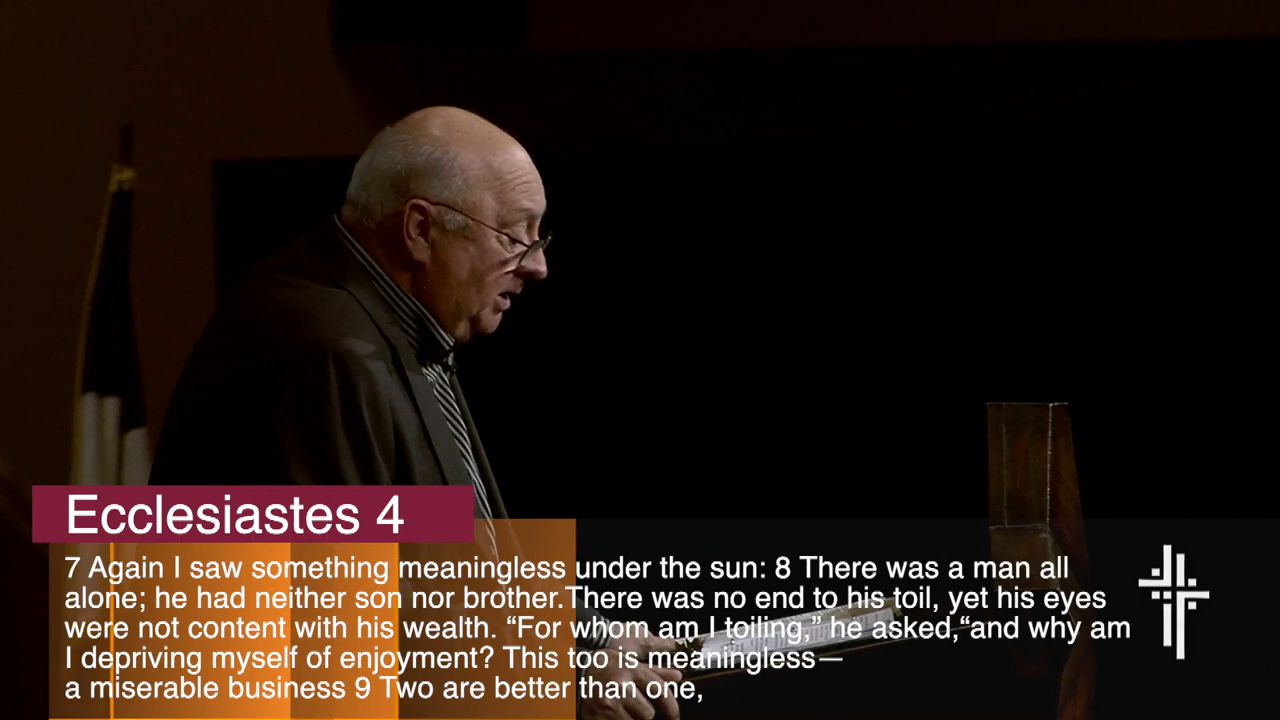 Ecclesiastes 4
7 Again I saw something meaningless under the sun: 8 There was a man all
alone; he had neither son nor brother.There was no end to his toil, yet his eyes
were not content with his wealth. “For whom am I toiling,” he asked,“and why am
I depriving myself of enjoyment? This too is meaningless—
a miserable business 9 Two are better than one,